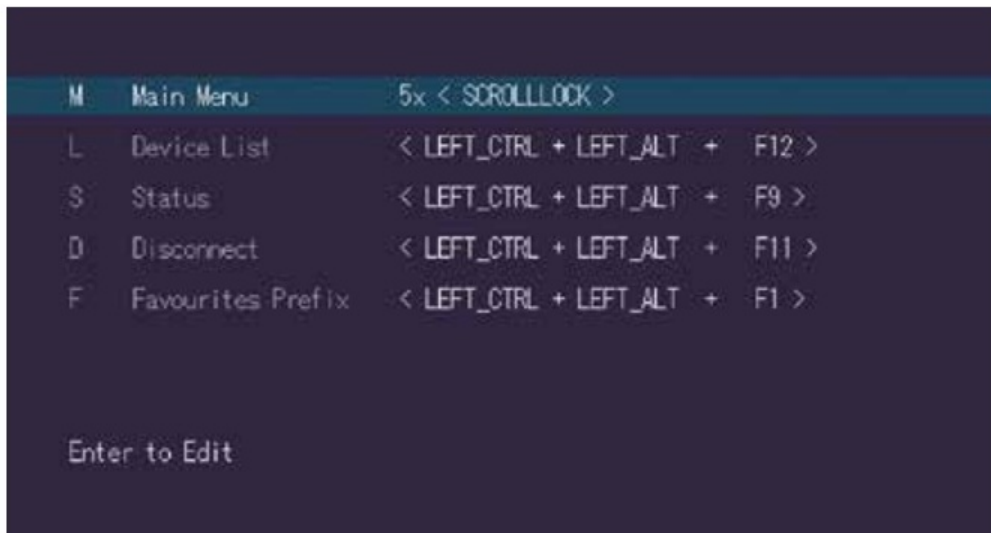 M Main Menu 5x < SCROLLLOCK >
L Device List < LEFT_CTRL + LEFT_ALT + F12 >
S Status < LEFT_CTRL + LEFT_ALT + F9 >
D Disconnect < LEFT_CTRL + LEFT_ALT + F11 >
F Favourites Prefix < LEFT_CTRL + LEFT_ALT + F1 >
Enter to Edit